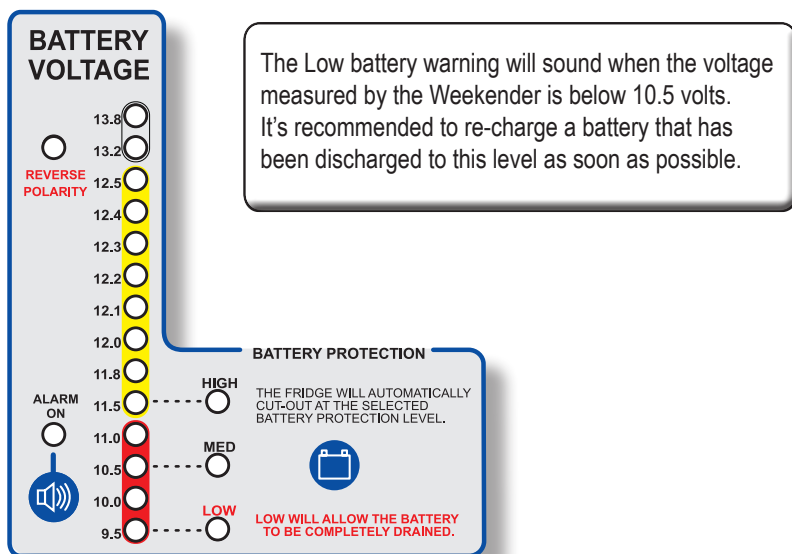 BATTERY
VOLTAGE
The Low battery warning will sound when the voltage
measured by the Weekender is below 10.5 volts.
It’s recommended to re-charge a battery that has
been discharged to this level as soon as possible.
13.8
13.2
REVERSE
POLARITY
12.5
12.4
12.3
12.2
12.1
12.0
11.8
11.5
ALARM
ON
11.0
10.5
10.0
9.5
BATTERY PROTECTION
HIGH
THE FRIDGE WILL AUTOMATICALLY
CUT-OUT AT THE SELECTED
BATTERY PROTECTION LEVEL.
MED
LOW
LOW WILL ALLOW THE BATTERY
TO BE COMPLETELY DRAINED.